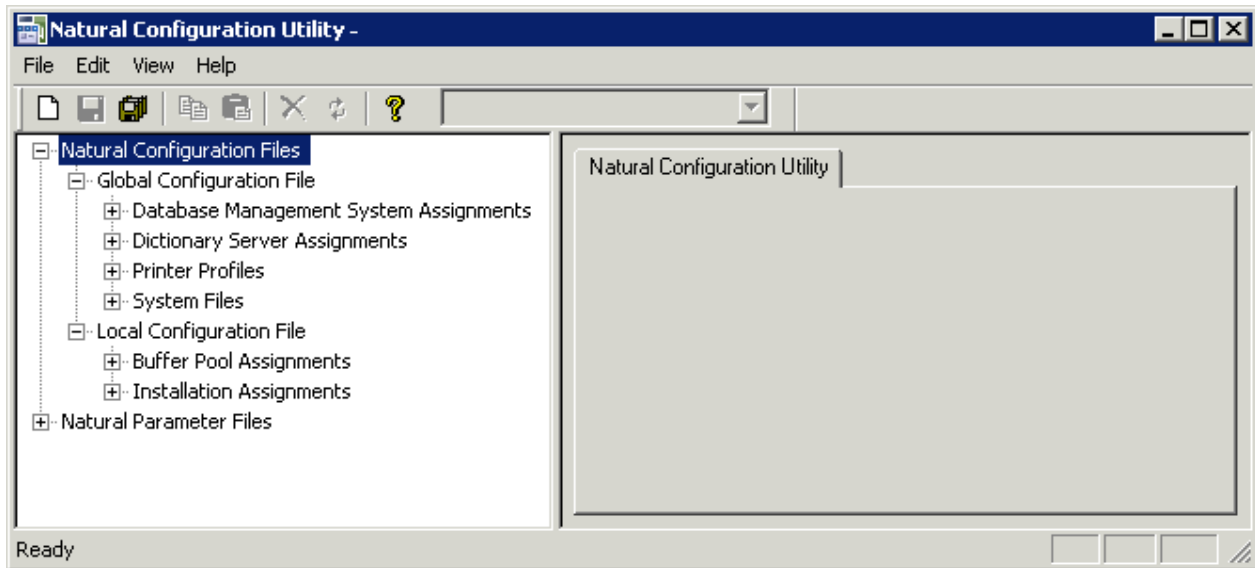 Natural Configuration Utility -
File Edit View Help
Natural Configuration Files
Global Configuration File
Database Management System Assignments
Dictionary Server Assignments
Printer Profiles
System Files
Local Configuration File
Buffer Pool Assignments
Installation Assignments
Natural Parameter Files
Natural Configuration Utility
Ready